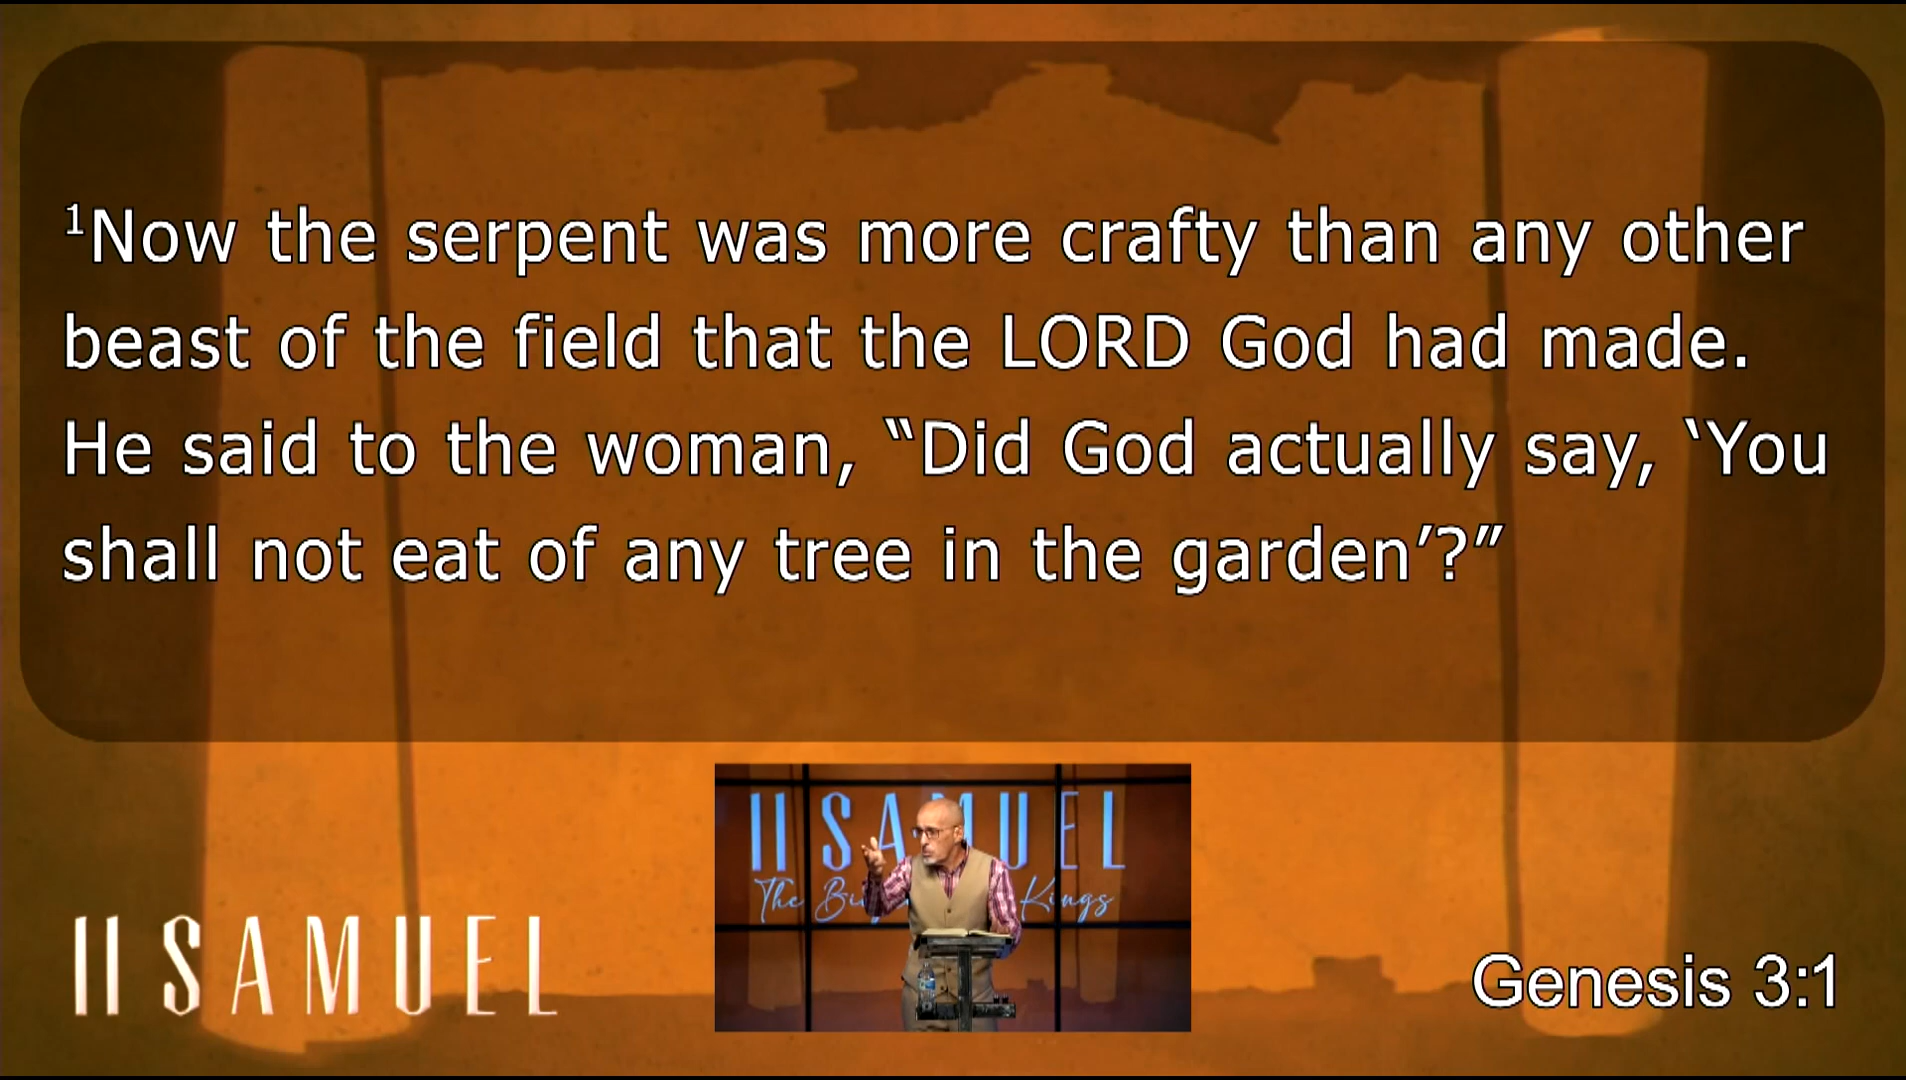 ¹Now the serpent was more crafty than any other
beast of the field that the LORD God had made.
He said to the woman, “Did God actually say, ‘You
shall not eat of any tree in the garden’?”
II SAMUEL
The
Kings
II SAMUEL
Genesis 3:1